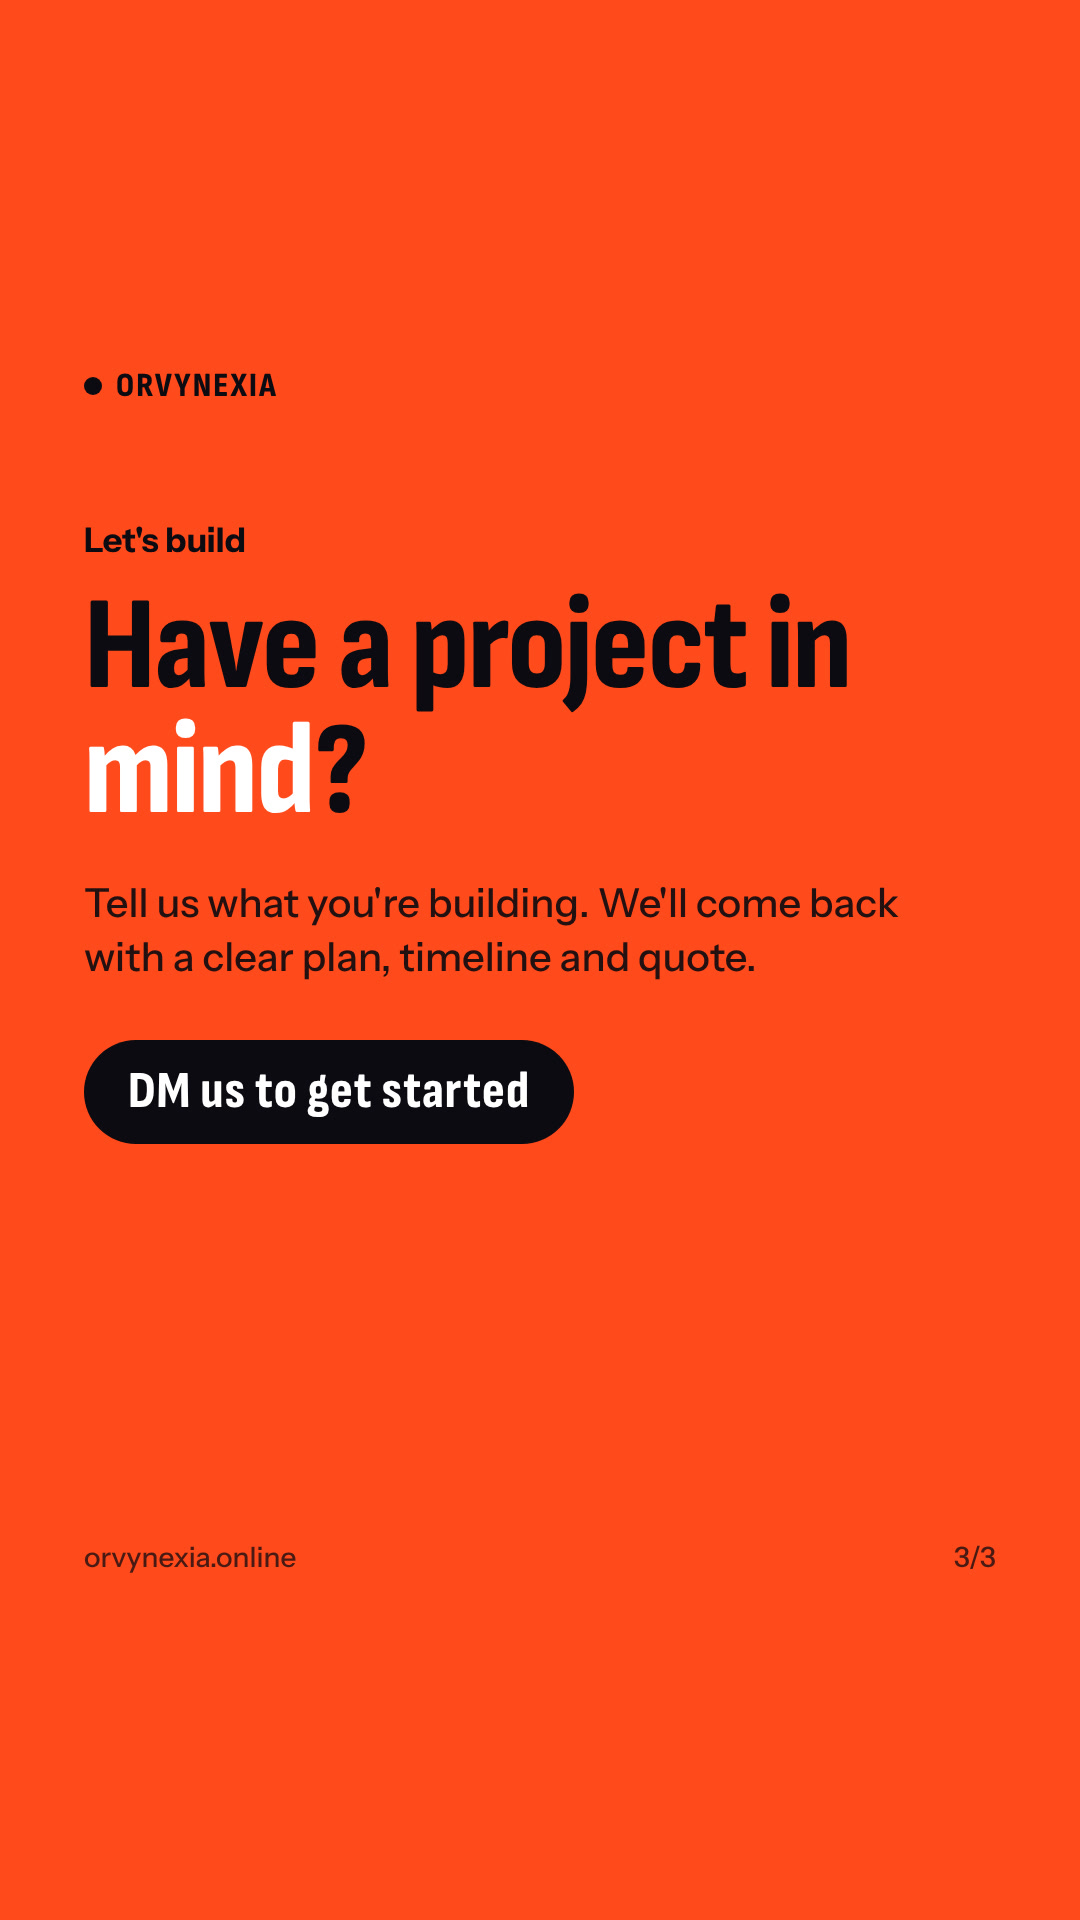 ORVYNEXIA
Let's build
Have a project in
mind?
Tell us what you're building. We'll come back
with a clear plan, timeline and quote.
DM us to get started
orvynexia.online
3/3